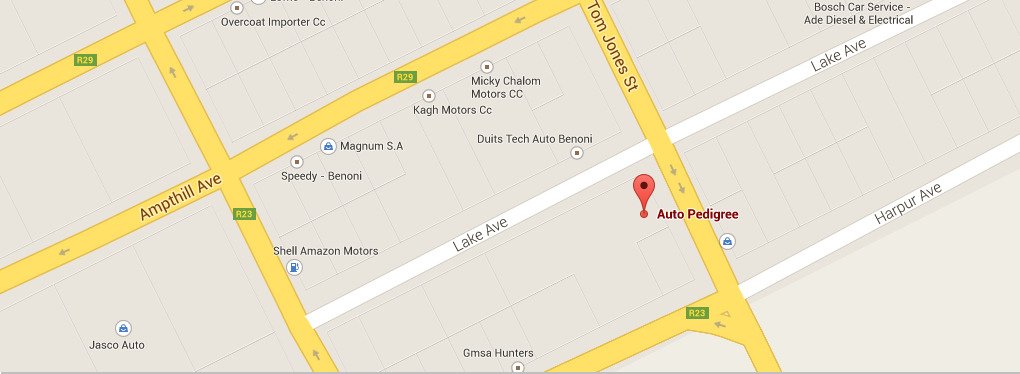 Benoni
Overcoat Importer Cc
Bosch Car Service -
Ade Diesel & Electrical
Tom Jones St
Lake Ave
R29
R29
Micky Chalom
Motors CC
Kagh Motors Cc
Duits Tech Auto Benoni
Magnum S.A
Speedy - Benoni
Ampthill Ave
R23
Auto Pedigree
Harpur Ave
Lake Ave
Shell Amazon Motors
R23
Jasco Auto
Gmsa Hunters